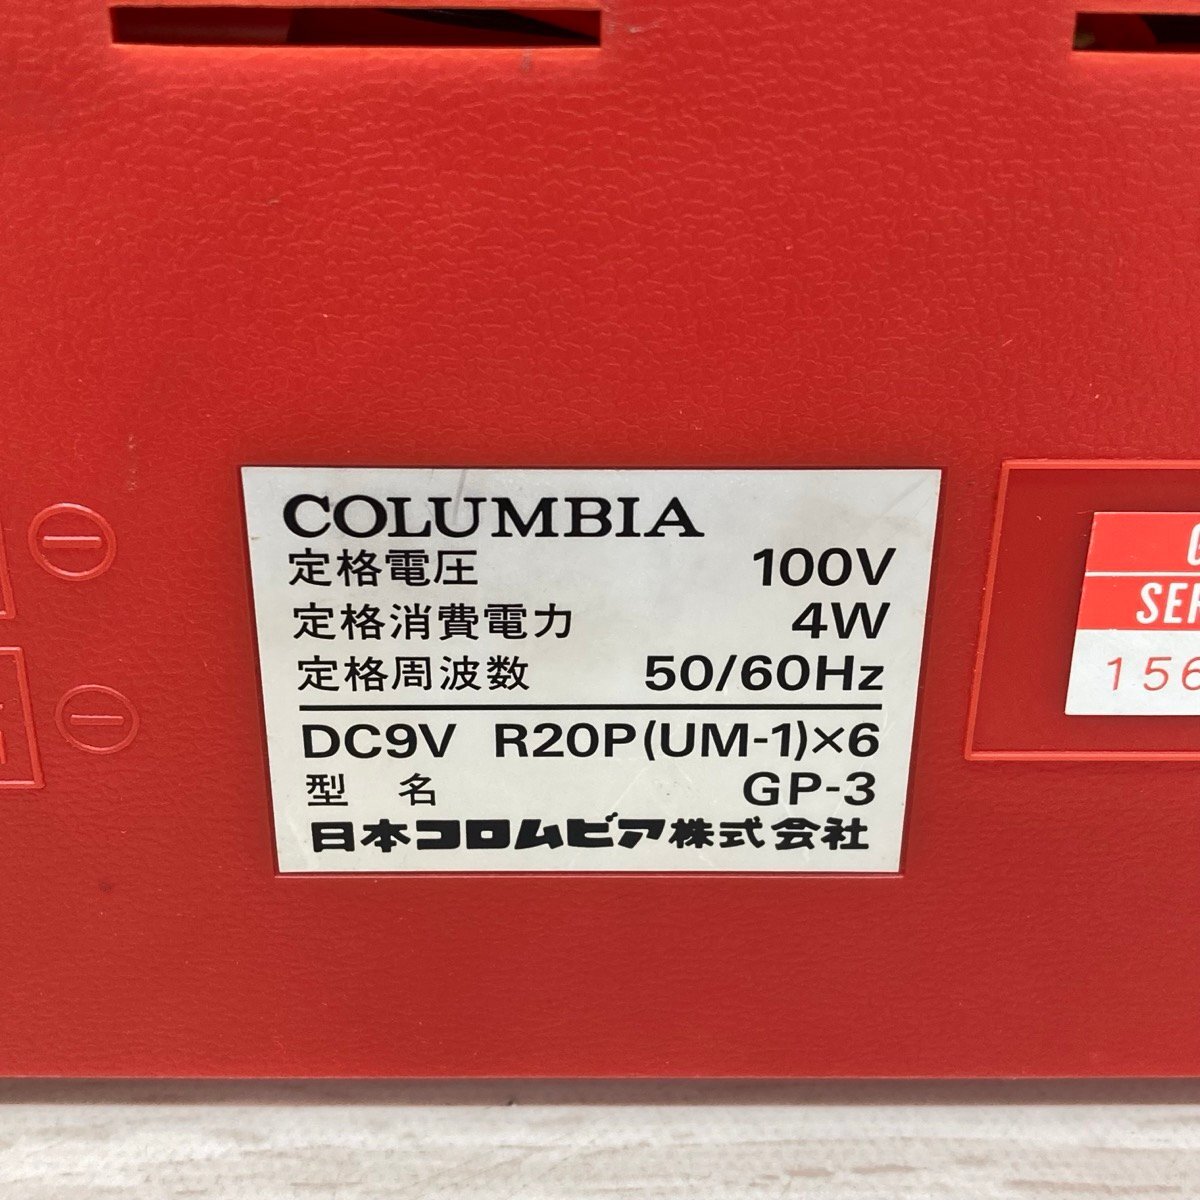 COLUMBIA
定格電圧 100V
定格消費電力 4W
定格周波数 50/60Hz
DC9V R20P(UM-1)×6
型名 GP-3
日本コロムビア株式会社
156